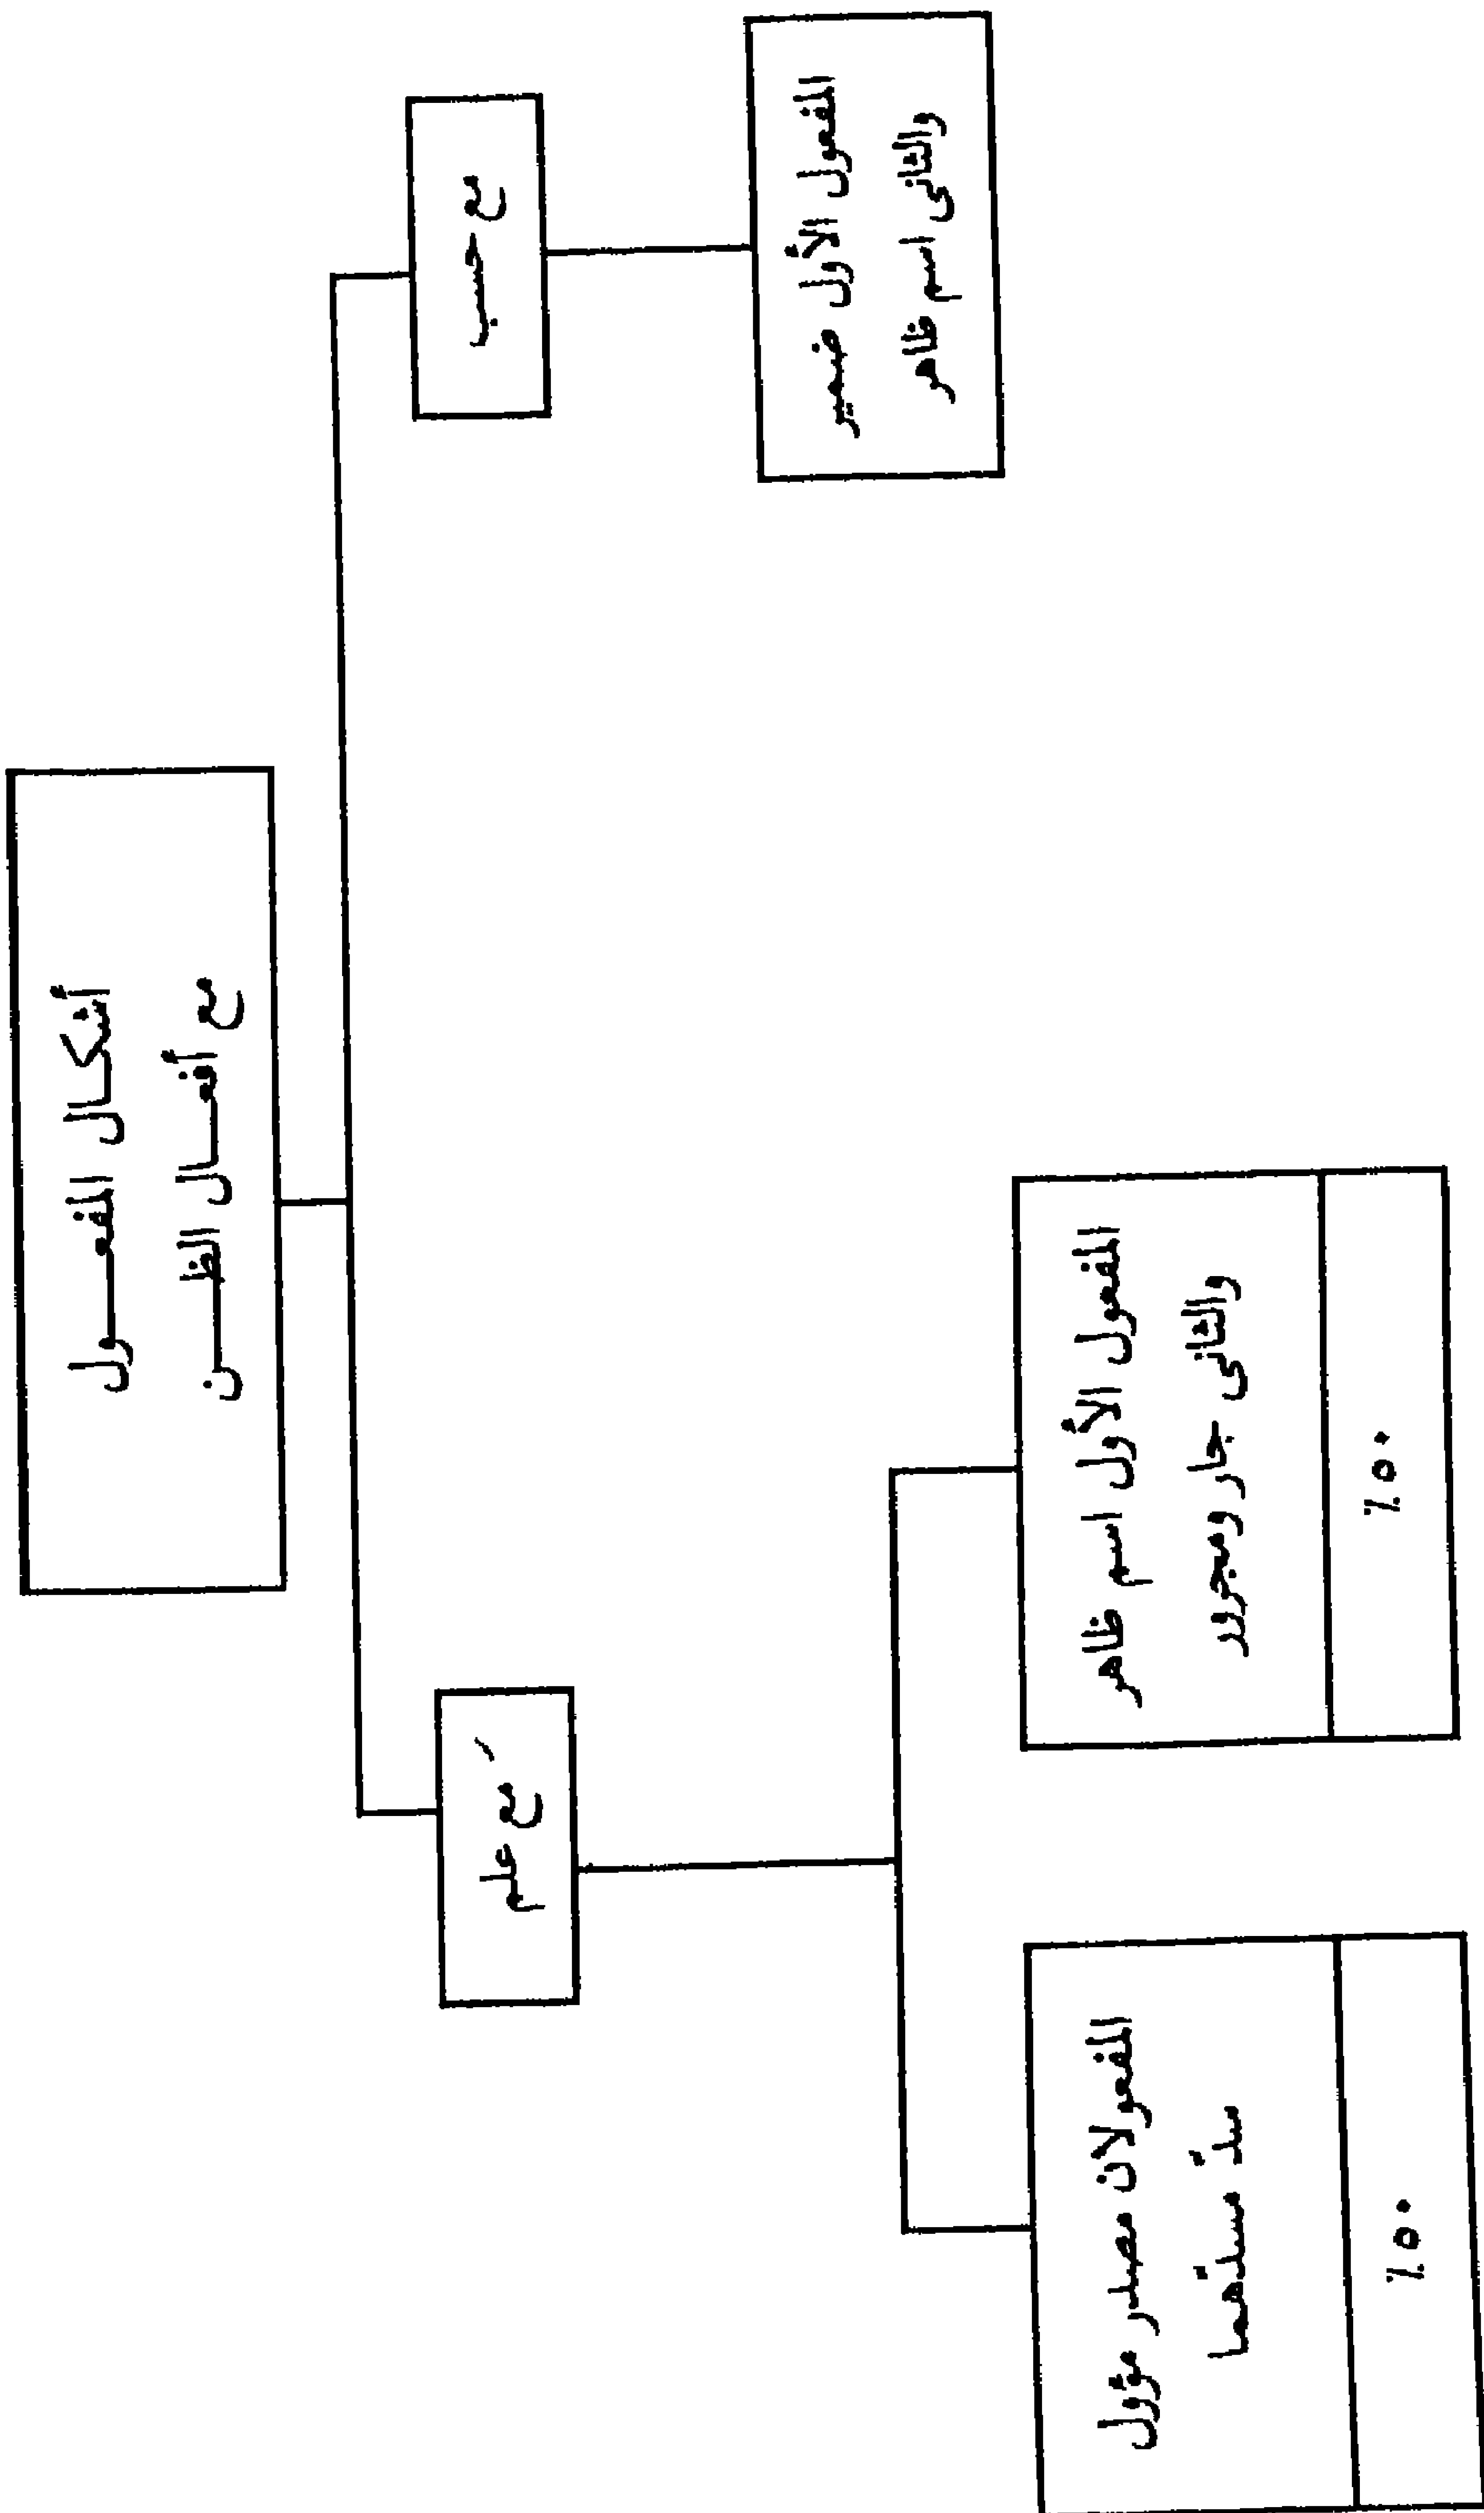 أشكال المفعول
مع أفعال الظن
مع حسب
المفعول الأول ضمير
والثاني اسم ظاهر
مع علم
المفعول الأول اسم ظاهر
والثاني جار ومجرور
٥٠٪
المفعولان مصدر مؤول
سدّ مسدّهما
٥٠٪